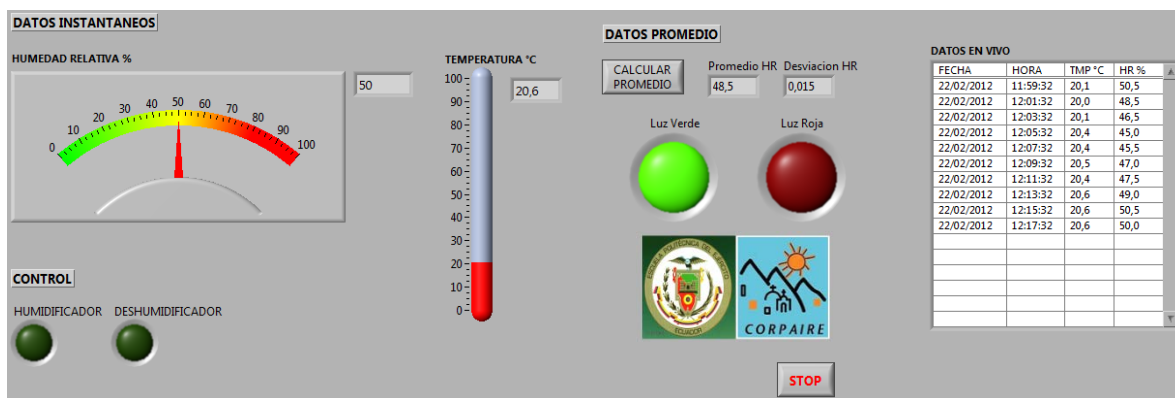 DATOS INSTANTANEOS
HUMEDAD RELATIVA %
0 10 20 30 40 50 60 70 80 90 100
50
TEMPERATURA °C
100
90
80
70
60
50
40
30
20
10
0
20,6
CONTROL
HUMIDIFICADOR DESHUMIDIFICADOR
DATOS PROMEDIO
CALCULAR
PROMEDIO
Promedio HR Desviacion HR
48,5 0,015
Luz Verde Luz Roja
ESCUELA POLITECNICA DEL EJERCITO
ECUADOR
CORPAIRE
STOP
DATOS EN VIVO
FECHA HORA TMP °C HR %
22/02/2012 11:59:32 20,1 50,5
22/02/2012 12:01:32 20,0 48,5
22/02/2012 12:03:32 20,1 46,5
22/02/2012 12:05:32 20,4 45,0
22/02/2012 12:07:32 20,4 45,5
22/02/2012 12:09:32 20,5 47,0
22/02/2012 12:11:32 20,4 47,5
22/02/2012 12:13:32 20,6 49,0
22/02/2012 12:15:32 20,6 50,5
22/02/2012 12:17:32 20,6 50,0